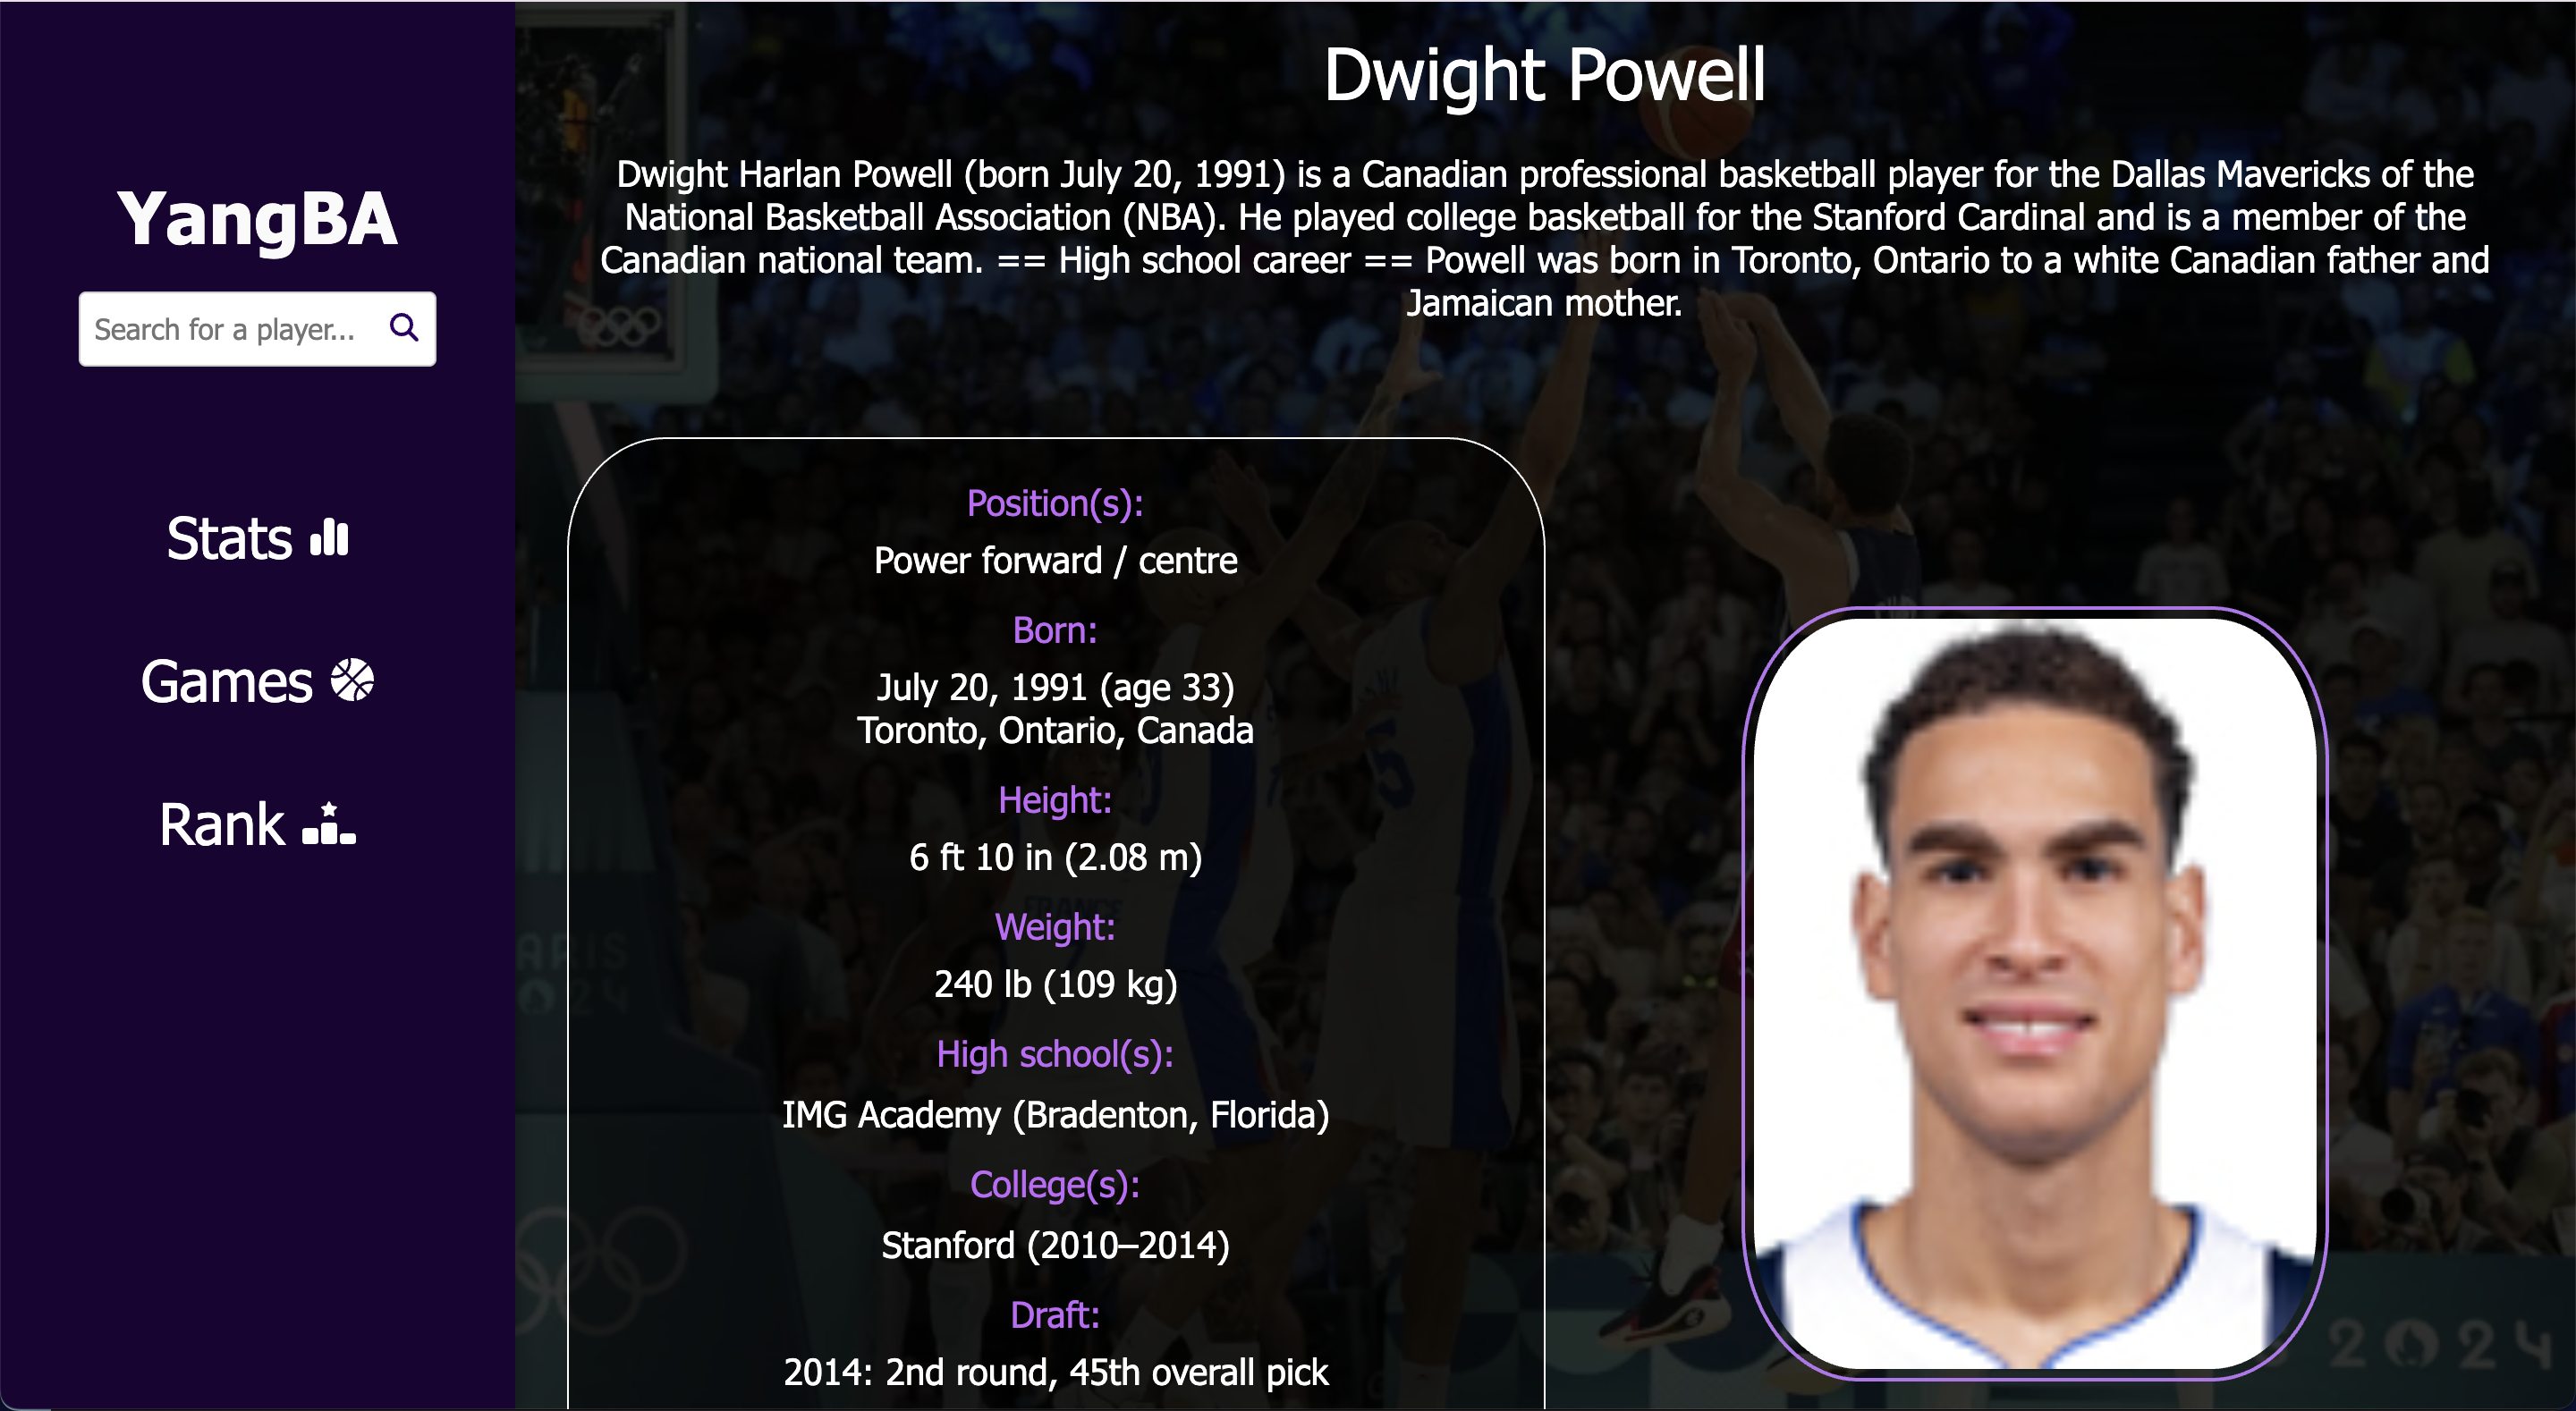 YangBA
Search for a player...
Stats
Games
Rank
Dwight Powell
Dwight Harlan Powell (born July 20, 1991) is a Canadian professional basketball player for the Dallas Mavericks of the
National Basketball Association (NBA). He played college basketball for the Stanford Cardinal and is a member of the
Canadian national team. == High school career == Powell was born in Toronto, Ontario to a white Canadian father and
Jamaican mother.
Position(s):
Power forward / centre
Born:
July 20, 1991 (age 33)
Toronto, Ontario, Canada
Height:
6 ft 10 in (2.08 m)
Weight:
240 lb (109 kg)
High school(s):
IMG Academy (Bradenton, Florida)
College(s):
Stanford (2010–2014)
Draft:
2014: 2nd round, 45th overall pick
FRANCE
5
ARIS
24
2024